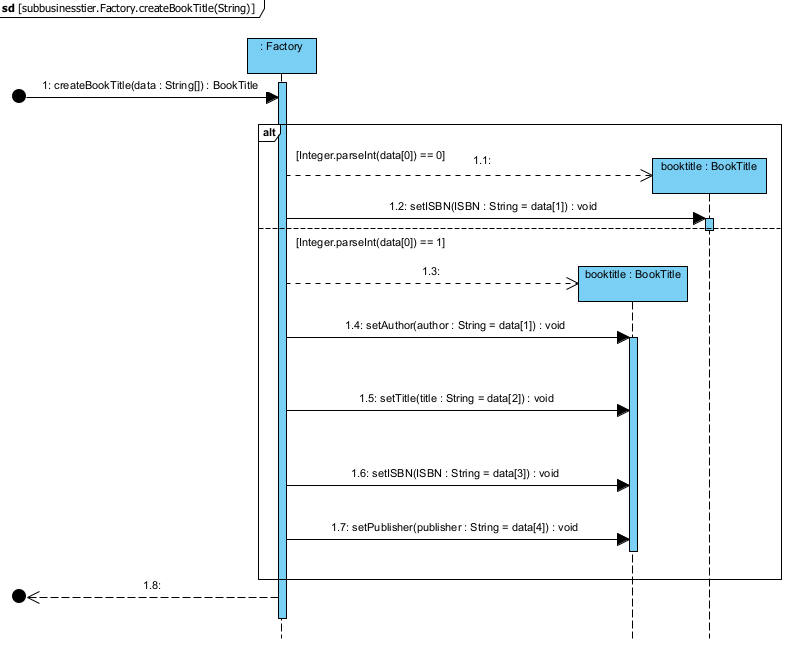 sd [subbusinesstier.Factory.createBookTitle(String)]
: Factory
1: createBookTitle(data : String[]) : BookTitle
alt
[Integer.parseInt(data[0]) == 0]
1.1:
booktitle : BookTitle
1.2: setISBN(ISBN : String = data[1]) : void
[Integer.parseInt(data[0]) == 1]
1.3:
booktitle : BookTitle
1.4: setAuthor(author : String = data[1]) : void
1.5: setTitle(title : String = data[2]) : void
1.6: setISBN(ISBN : String = data[3]) : void
1.7: setPublisher(publisher : String = data[4]) : void
1.8: